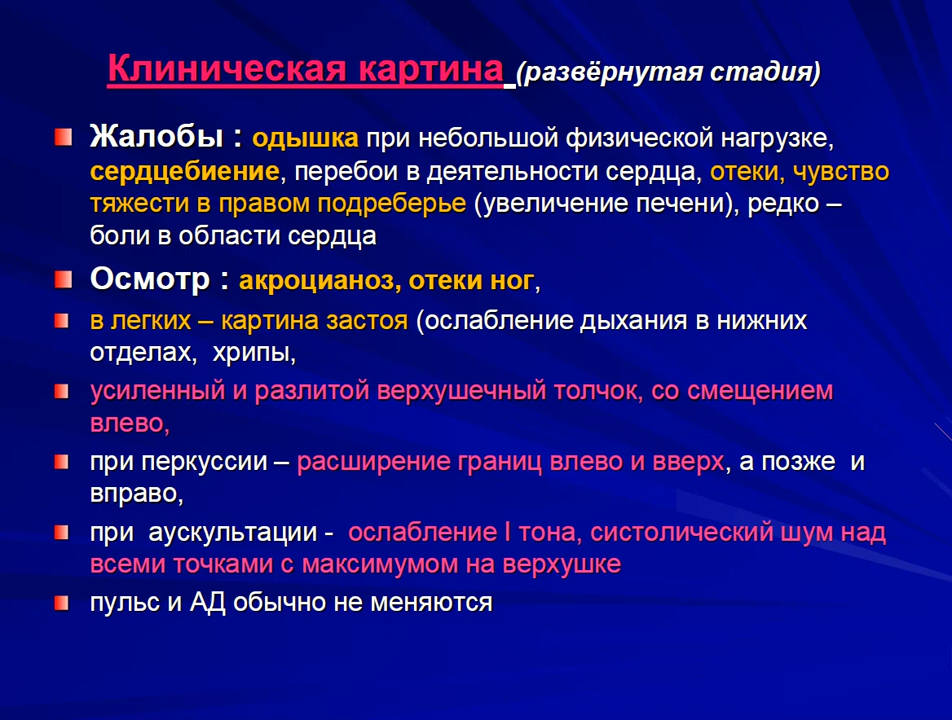 Клиническая картина (развёрнутая стадия)
Жалобы : одышка при небольшой физической нагрузке,
сердцебиение, перебои в деятельности сердца, отеки, чувство
тяжести в правом подреберье (увеличение печени), редко –
боли в области сердца
Осмотр : акроцианоз, отеки ног,
в легких – картина застоя (ослабление дыхания в нижних
отделах, хрипы,
усиленный и разлитой верхушечный толчок, со смещением
влево,
при перкуссии – расширение границ влево и вверх, а позже и
вправо,
при аускультации - ослабление I тона, систолический шум над
всеми точками с максимумом на верхушке
пульс и АД обычно не меняются